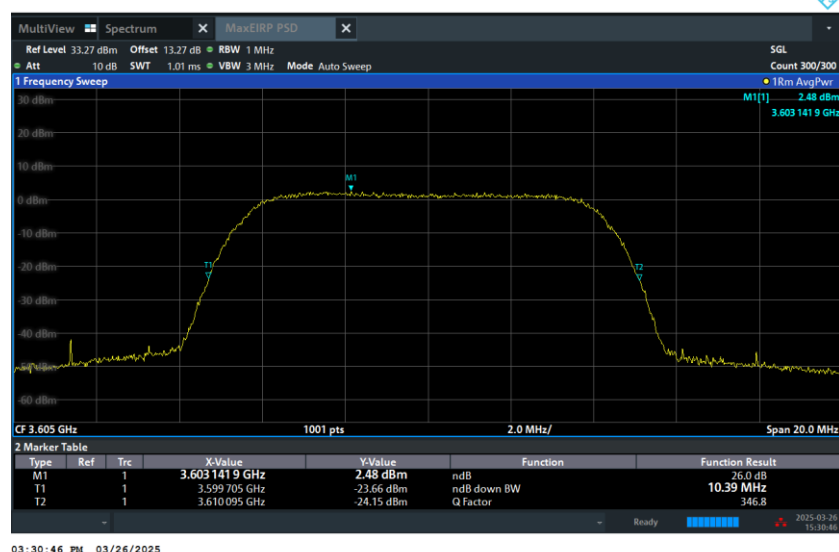 MultiView Spectrum X MaxEIRP PSD X
Ref Level 33.27 dBm Offset 13.27 dB RBW 1 MHz SGL
Att 10 dB SWT 1.01 ms VBW 3 MHz Mode Auto Sweep Count 300/300
1 Frequency Sweep 1Rm AvgPwr
30 dBm M1[1] 2.48 dBm
3.603 141 9 GHz
20 dBm
10 dBm
M1
0 dBm
-10 dBm
-20 dBm T1 T2
-30 dBm
-40 dBm
-50 dBm
-60 dBm
CF 3.605 GHz 1001 pts 2.0 MHz/ Span 20.0 MHz
2 Marker Table
Type Ref Trc X-Value Y-Value Function Function Result
M1 1 3.603 141 9 GHz 2.48 dBm ndB 26.0 dB
T1 1 3.599 705 GHz -23.66 dBm ndB down BW 10.39 MHz
T2 1 3.610 095 GHz -24.15 dBm Q Factor 346.8
Ready 2025-03-26
15:30:46
03:30:46 PM 03/26/2025